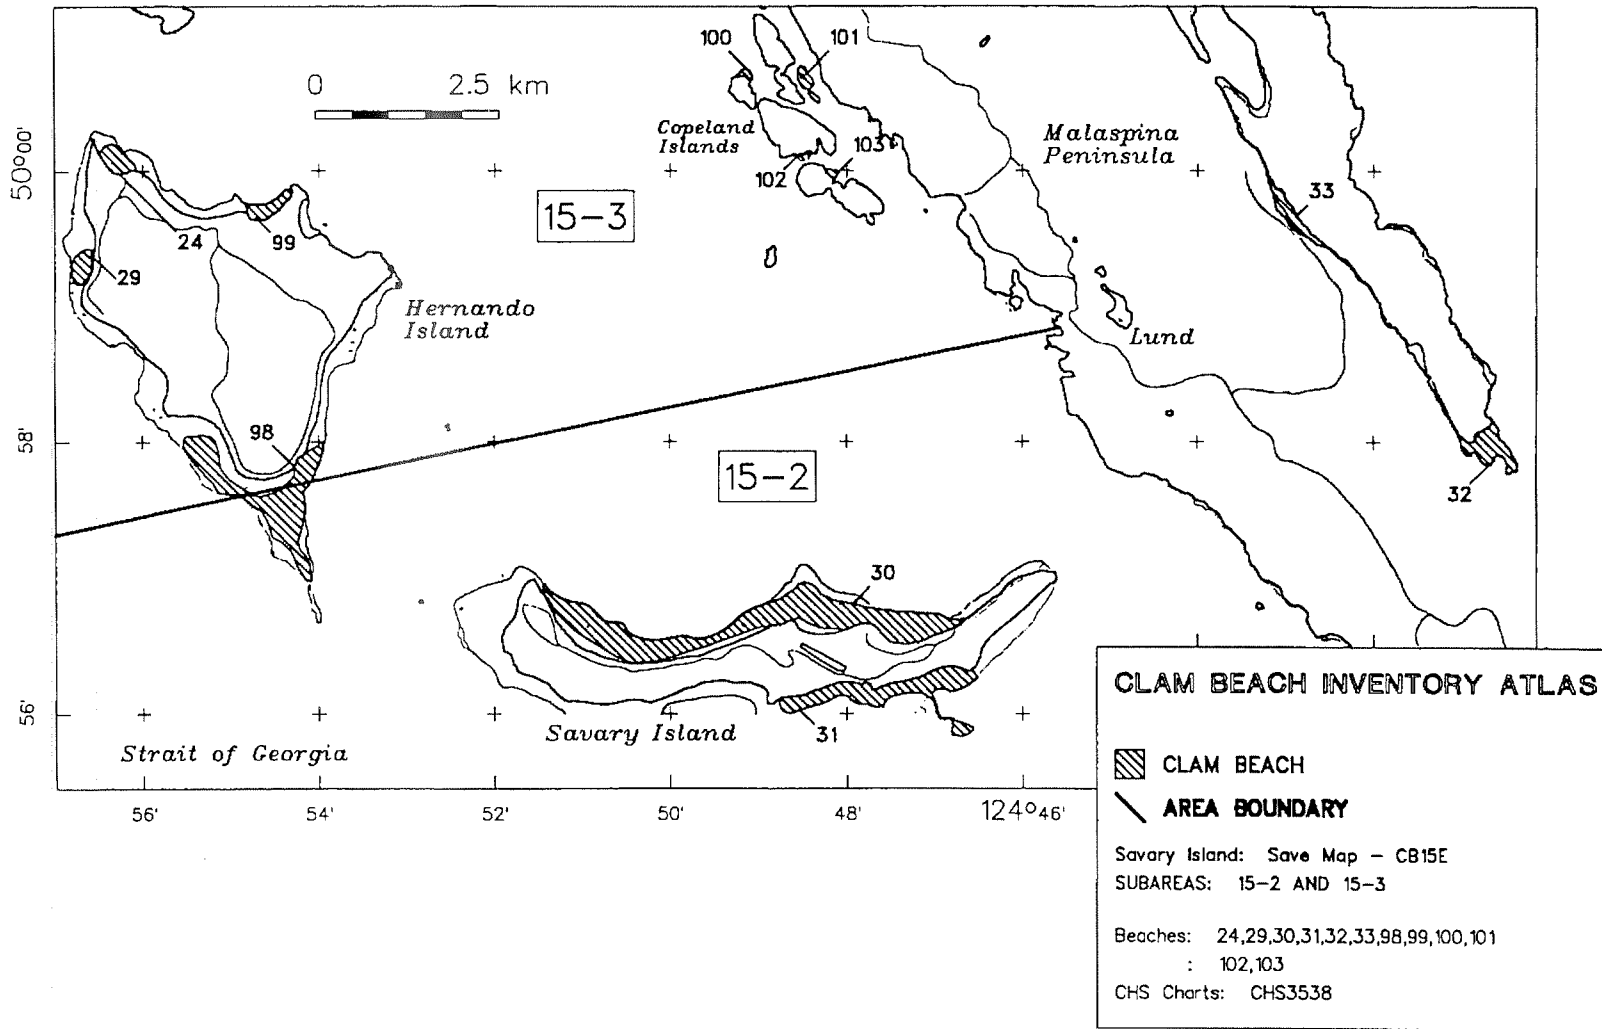 100
101
0 2.5 km
Copeland
Islands
103
102
Malaspina
Peninsula
50°00'
15-3
33
24
99
29
Hernando
Island
Lund
98
58'
15-2
32
30
56'
Strait of Georgia
Savary Island
31
56'
54'
52'
50'
48'
124°46'
CLAM BEACH INVENTORY ATLAS
CLAM BEACH
AREA BOUNDARY
Savary Island: Save Map - CB15E
SUBAREAS: 15-2 AND 15-3
Beaches: 24,29,30,31,32,33,98,99,100,101
: 102,103
CHS Charts: CHS3538